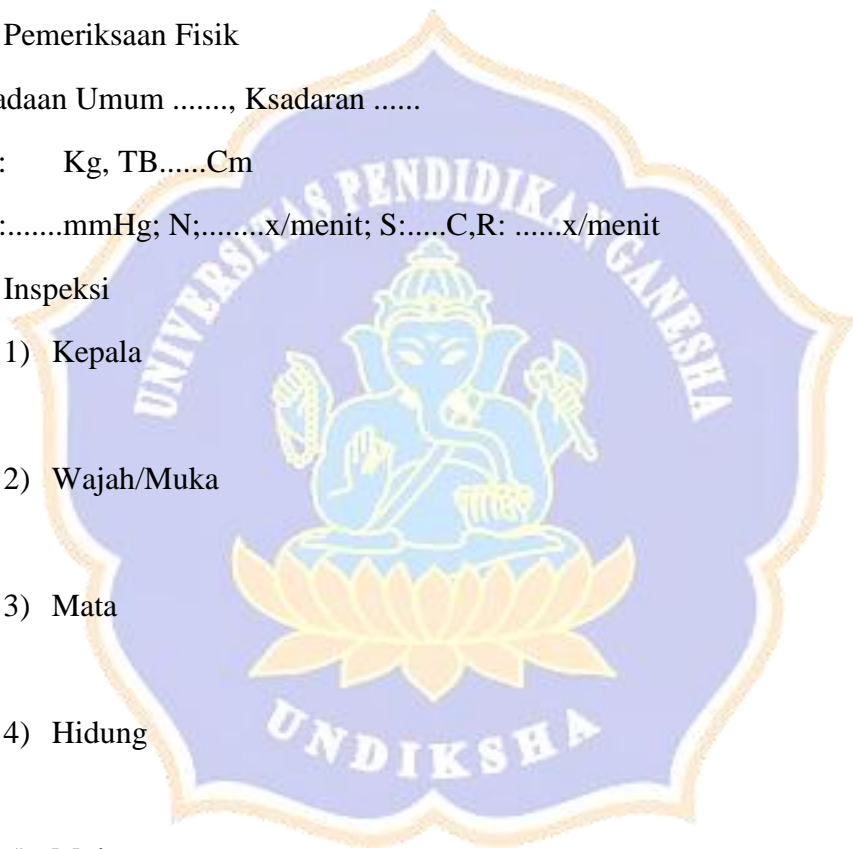 Pemeriksaan Fisik
adaan Umum ......., Ksadaran ......
: Kg, TB......Cm
:.......mmHg; N;........x/menit; S:.....C,R: ......x/menit
Inspeksi
1) Kepala
2) Wajah/Muka
3) Mata
4) Hidung
UNIVERSITAS PENDIDIKAN GANESHA
UNDIKSHA